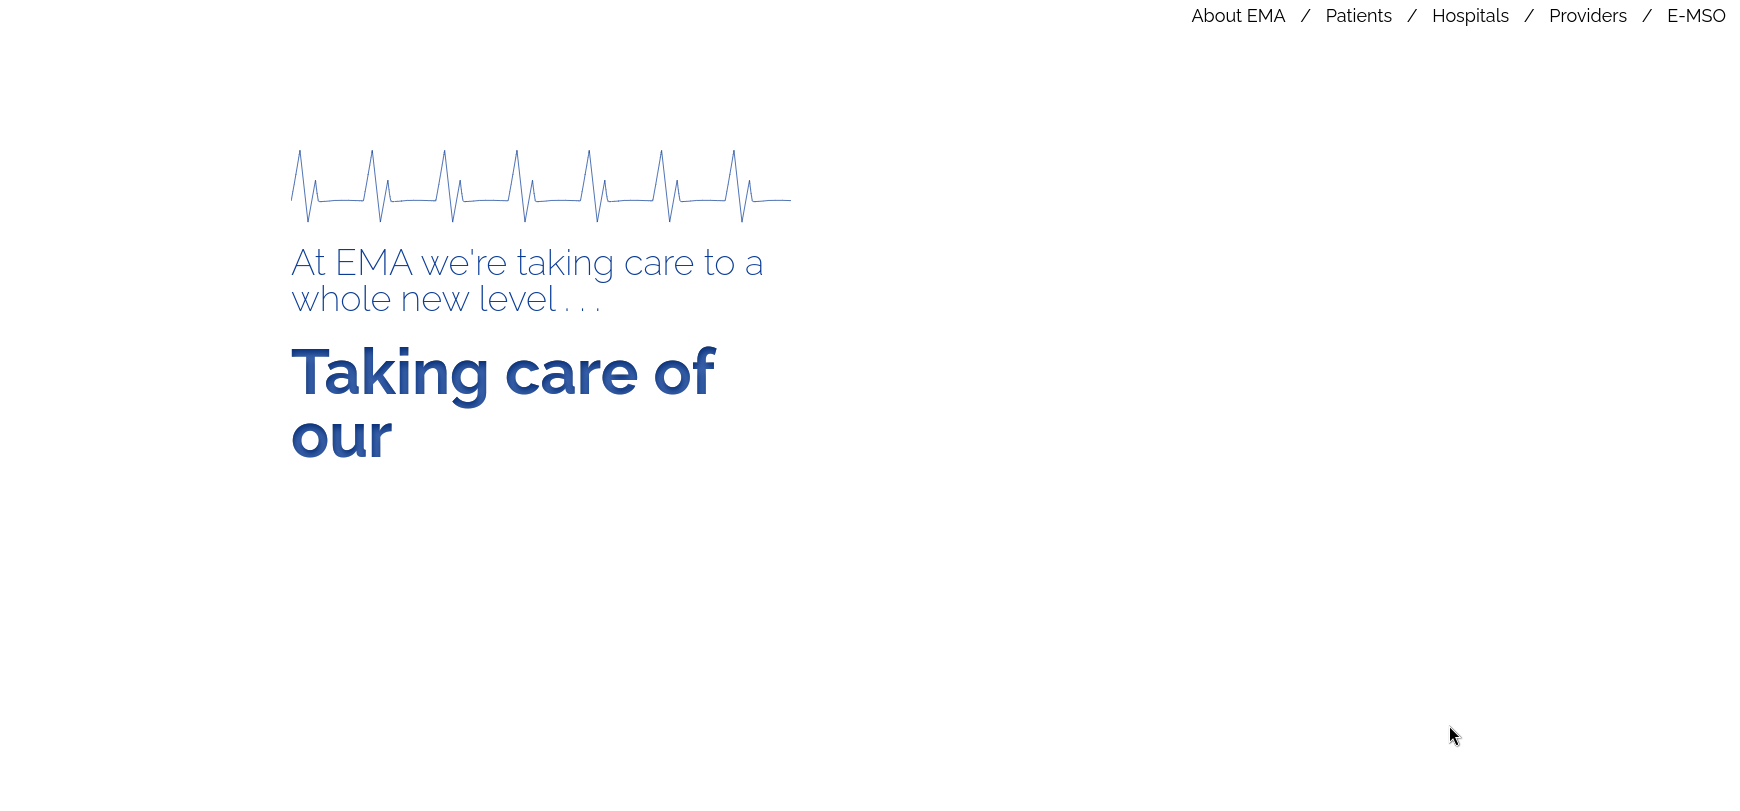 About EMA / Patients / Hospitals / Providers / E-MSO
At EMA we're taking care to a
whole new level . . .
Taking care of
our